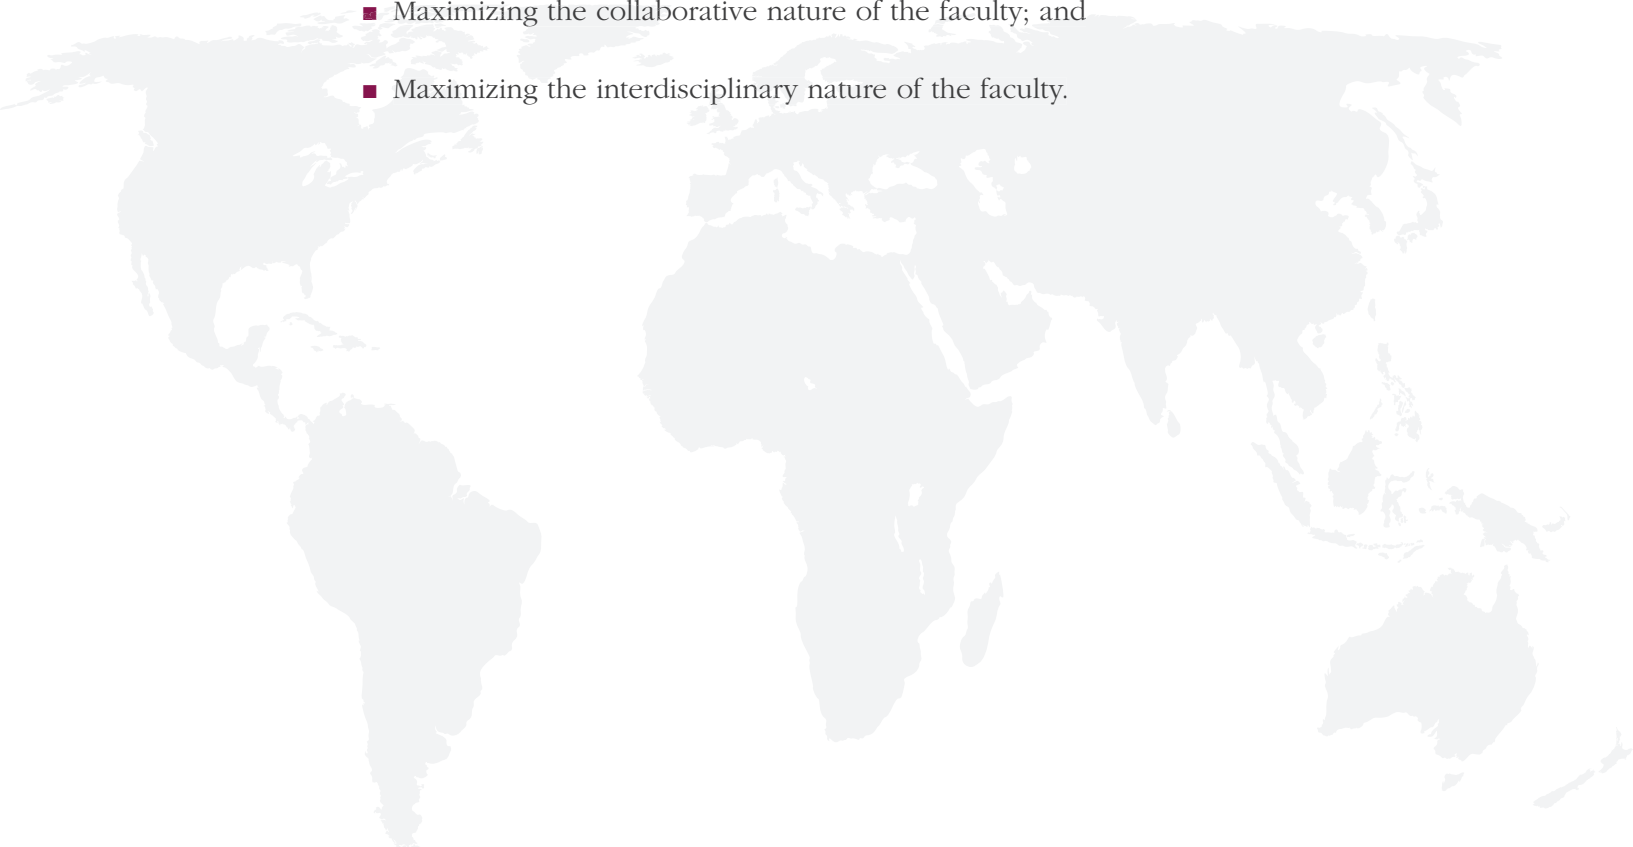 ■ Maximizing the collaborative nature of the faculty; and
■ Maximizing the interdisciplinary nature of the faculty.